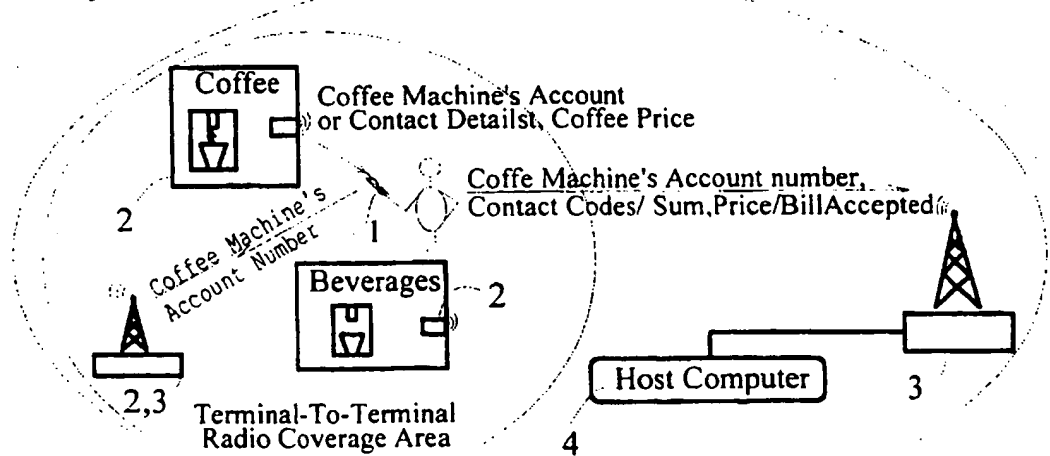 Coffee
Coffee Machine's Account
or Contact Detailst, Coffee Price
2
Coffee Machine's
Account Number
1
Coffe Machine's Account number,
Contact Codes/ Sum,Price/BillAccepted
Beverages
2
2,3
Host Computer
3
Terminal-To-Terminal
Radio Coverage Area
4